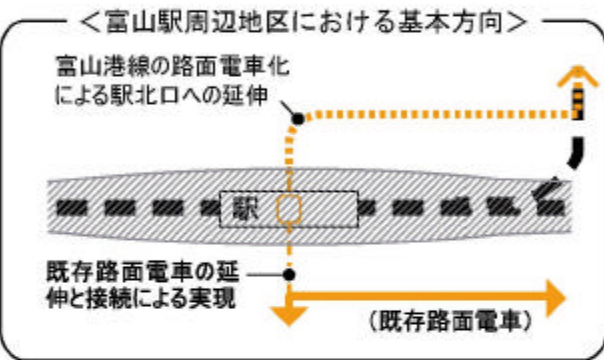 ＜富山駅周辺地区における基本方向＞
富山港線の路面電車化
による駅北口への延伸
駅
既存路面電車の延
伸と接続による実現
（既存路面電車）